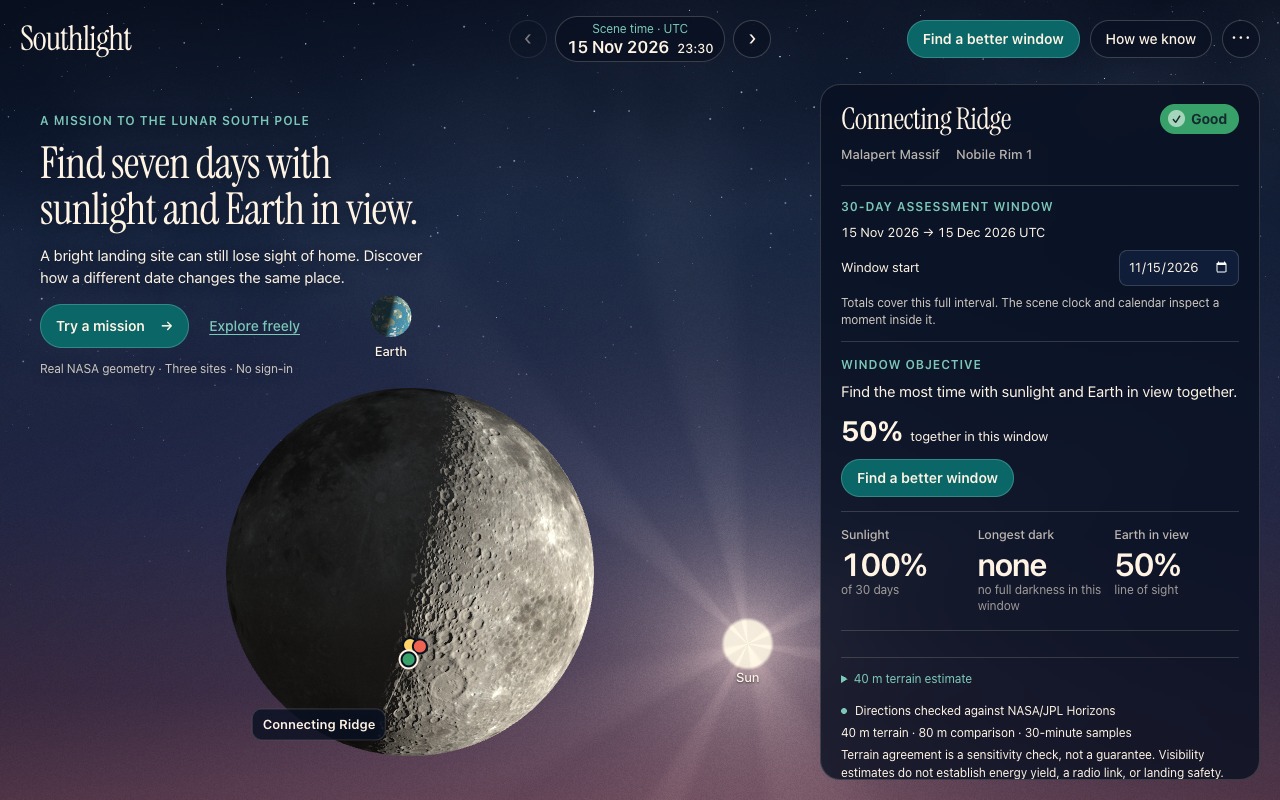 Southlight
Scene time · UTC
15 Nov 2026 23:30
Find a better window
How we know
A MISSION TO THE LUNAR SOUTH POLE
Find seven days with
sunlight and Earth in view.
A bright landing site can still lose sight of home. Discover
how a different date changes the same place.
Try a mission →
Explore freely
Real NASA geometry · Three sites · No sign-in
Earth
Sun
Connecting Ridge
Connecting Ridge
Good
Malapert Massif Nobile Rim 1
30-DAY ASSESSMENT WINDOW
15 Nov 2026 → 15 Dec 2026 UTC
Window start
11/15/2026
Totals cover this full interval. The scene clock and calendar inspect a
moment inside it.
WINDOW OBJECTIVE
Find the most time with sunlight and Earth in view together.
50% together in this window
Find a better window
Sunlight
100%
of 30 days
Longest dark
none
no full darkness in this
window
Earth in view
50%
line of sight
40 m terrain estimate
Directions checked against NASA/JPL Horizons
40 m terrain · 80 m comparison · 30-minute samples
Terrain agreement is a sensitivity check, not a guarantee. Visibility
estimates do not establish energy yield, a radio link, or landing safety.